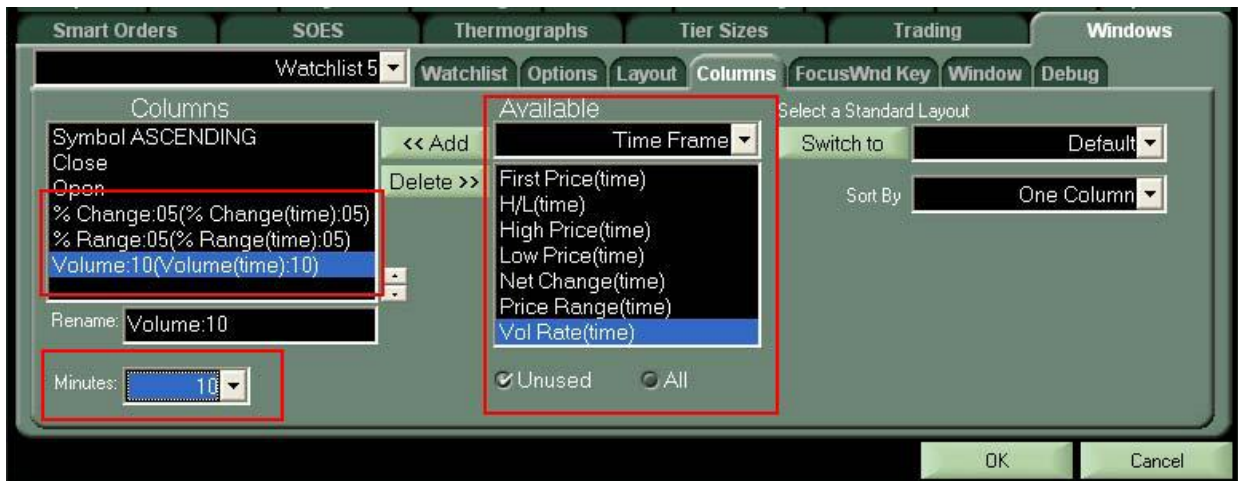 Smart Orders SOES Thermographs Tier Sizes Trading Windows
Watchlist 5 Watchlist Options Layout Columns FocusWnd Key Window Debug
Columns Available Select a Standard Layout
Symbol ASCENDING << Add Time Frame Switch to Default
Close
Open Delete >> First Price(time) Sort By One Column
% Change:05(% Change(time):05) H/L(time)
% Range:05(% Range(time):05) High Price(time)
Volume:10(Volume(time):10) Low Price(time)
Net Change(time)
Price Range(time)
Rename: Volume:10 Vol Rate(time)
Minutes: 10 Unused All
OK Cancel